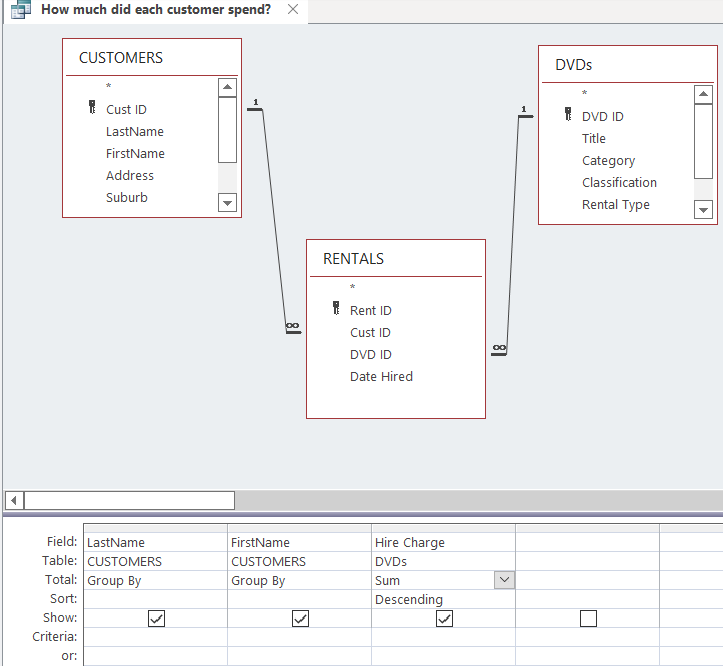 How much did each customer spend?
CUSTOMERS
*
Cust ID
LastName
FirstName
Address
Suburb
1
∞
RENTALS
*
Rent ID
Cust ID
DVD ID
Date Hired
1
∞
DVDs
*
DVD ID
Title
Category
Classification
Rental Type
Field: LastName FirstName Hire Charge
Table: CUSTOMERS CUSTOMERS DVDs
Total: Group By Group By Sum
Sort: Descending
Show:
Criteria:
or: